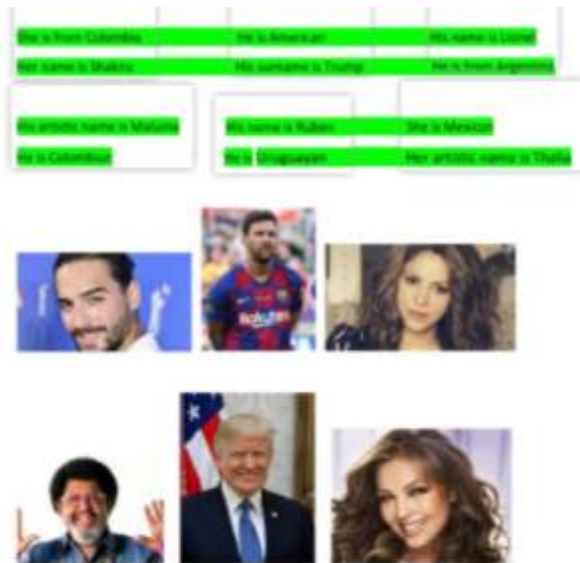 She is from Colombia He is American His name is Lionel
Her name is Shakira His surname is Trump He is from Argentina
His artistic name is Maluma His name is Ruben She is Mexican
He is Colombian He is Uruguayan Her artistic name is Thalia
Rakuten